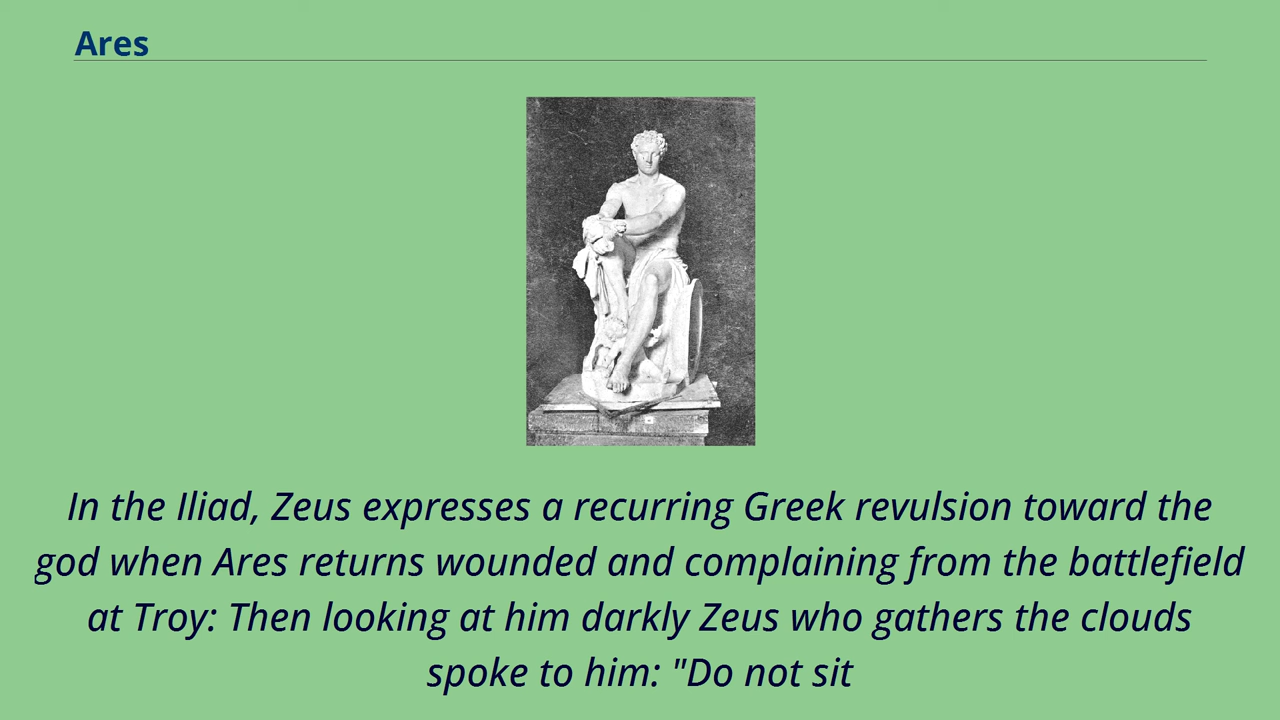 Ares
In the Iliad, Zeus expresses a recurring Greek revulsion toward the
god when Ares returns wounded and complaining from the battlefield
at Troy: Then looking at him darkly Zeus who gathers the clouds
spoke to him: "Do not sit